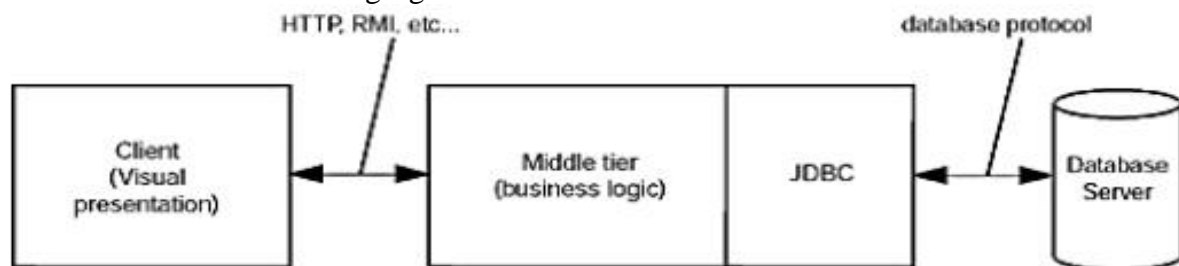 HTTP, RMI, etc...
database protocol
Client
(Visual
presentation)
Middle tier
(business logic)
JDBC
Database
Server